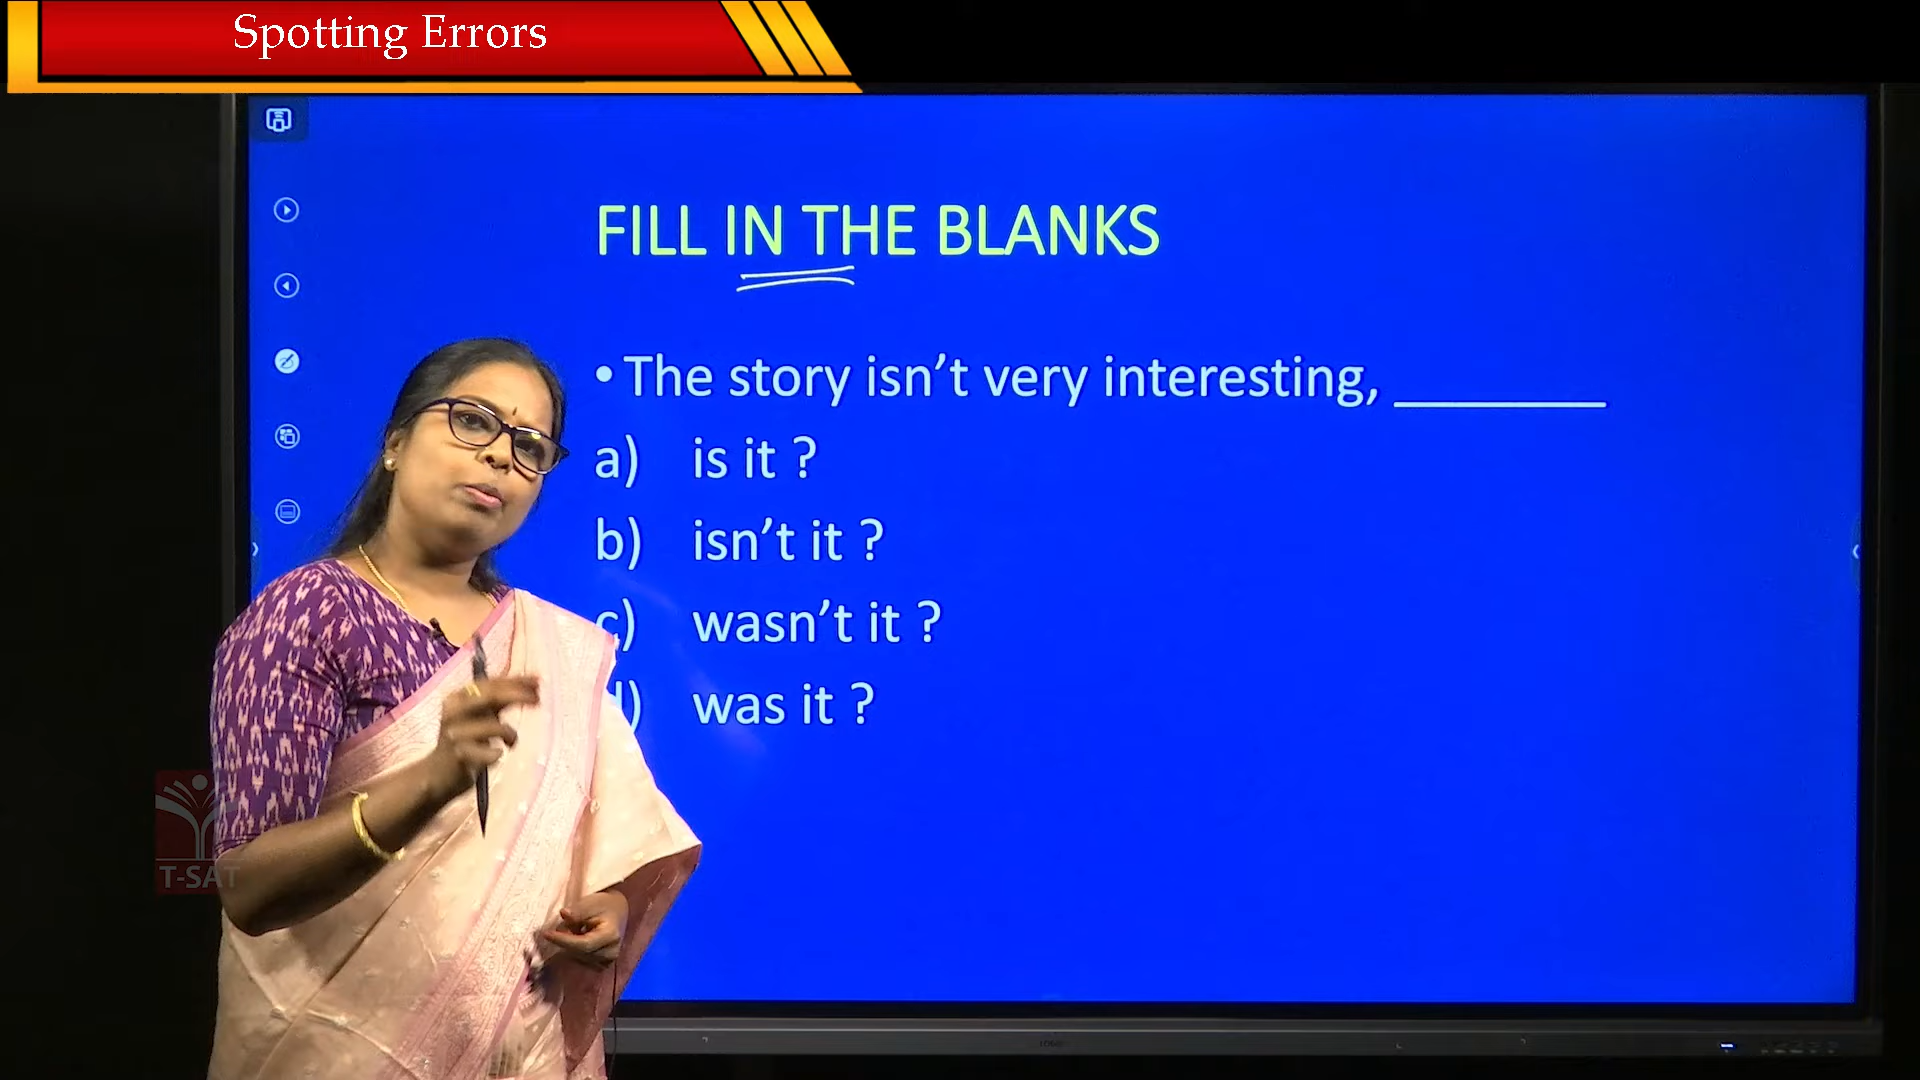 Spotting Errors
FILL IN THE BLANKS
• The story isn’t very interesting, ________
a) is it ?
b) isn’t it ?
c) wasn’t it ?
d) was it ?
T-SAT